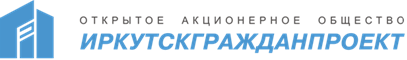 ОТКРЫТОЕ АКЦИОНЕРНОЕ ОБЩЕСТВО
ИРКУТСКГРАЖДАНПРОЕКТ